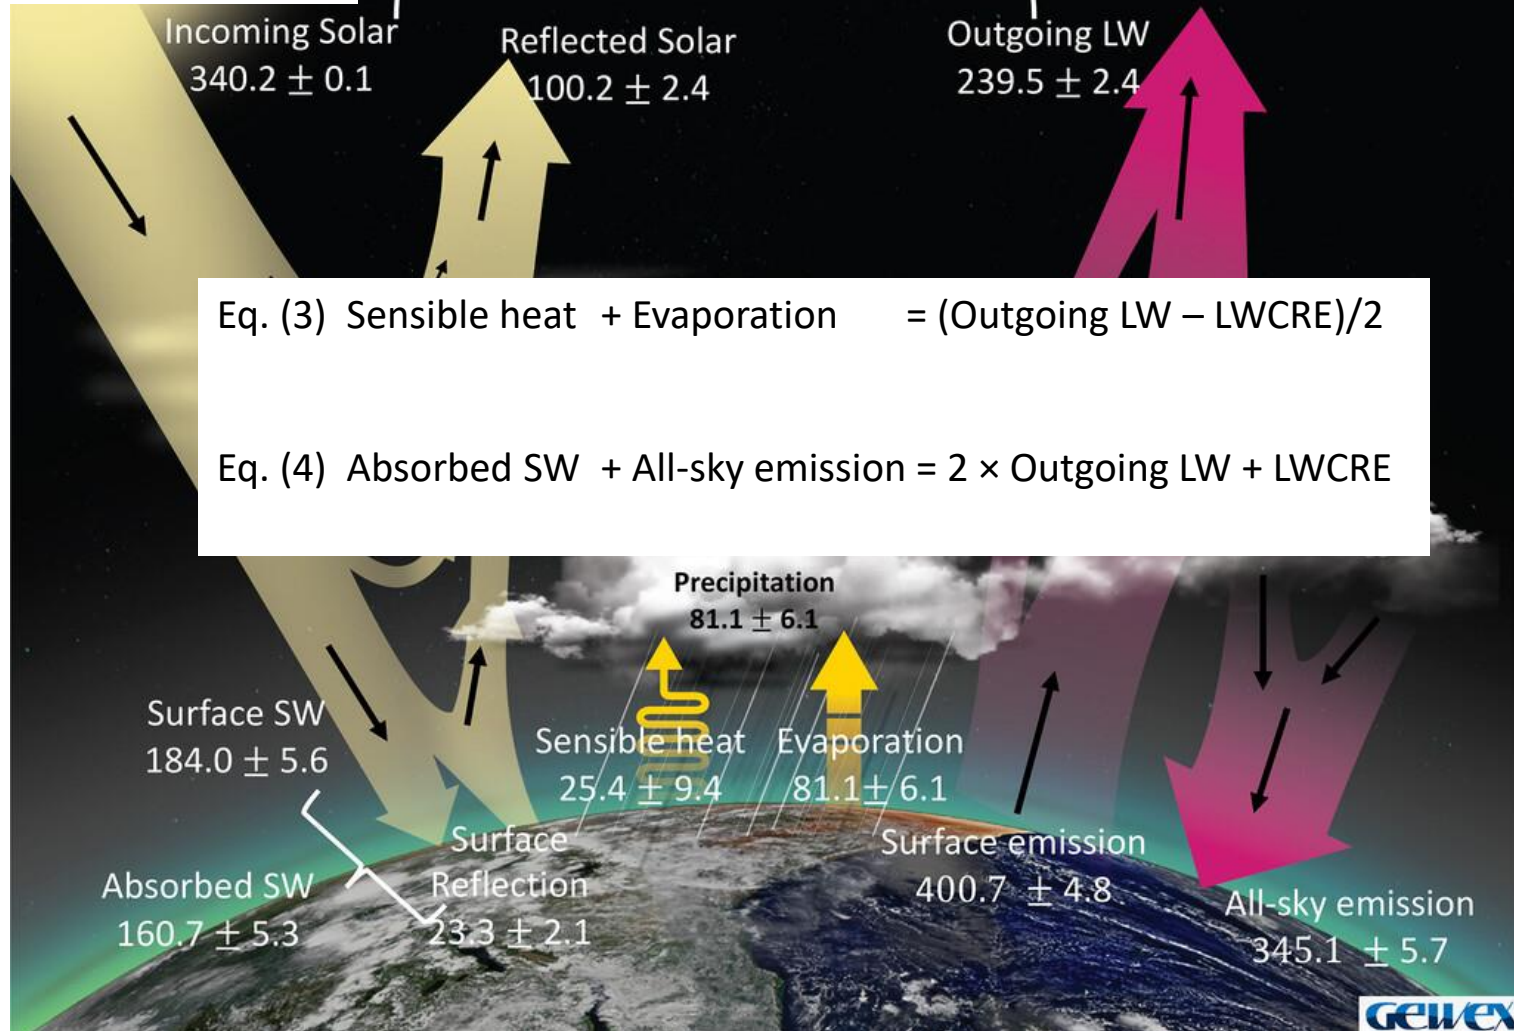 Incoming Solar
340.2 ± 0.1
Reflected Solar
100.2 ± 2.4
Outgoing LW
239.5 ± 2.4
Eq. (3) Sensible heat + Evaporation = (Outgoing LW – LWCRE)/2
Eq. (4) Absorbed SW + All-sky emission = 2 × Outgoing LW + LWCRE
Precipitation
81.1 ± 6.1
Surface SW
184.0 ± 5.6
Sensible heat
25.4 ± 9.4
Evaporation
81.1± 6.1
Absorbed SW
160.7 ± 5.3
Surface
Reflection
23.3 ± 2.1
Surface emission
400.7 ± 4.8
All-sky emission
345.1 ± 5.7
GEWEX